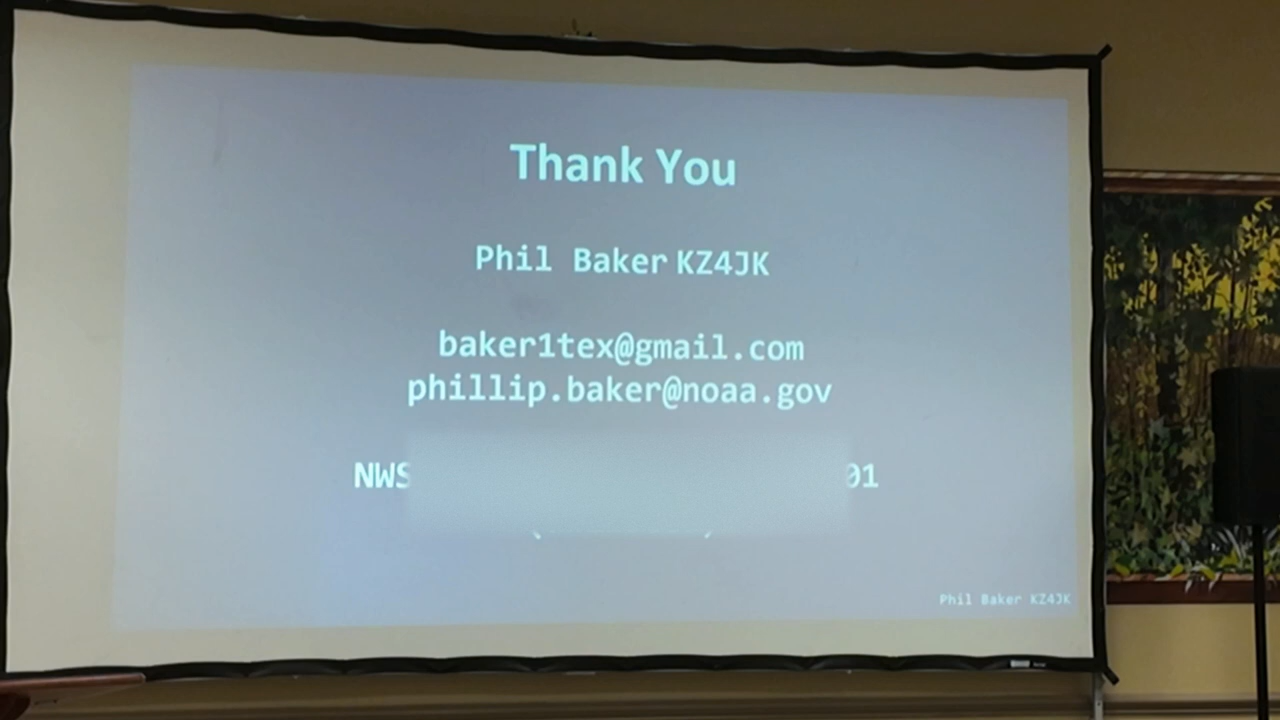 Thank You
Phil Baker KZ4JK
baker1tex@gmail.com
phillip.baker@noaa.gov
NWS 01
Phil Baker KZ4JK